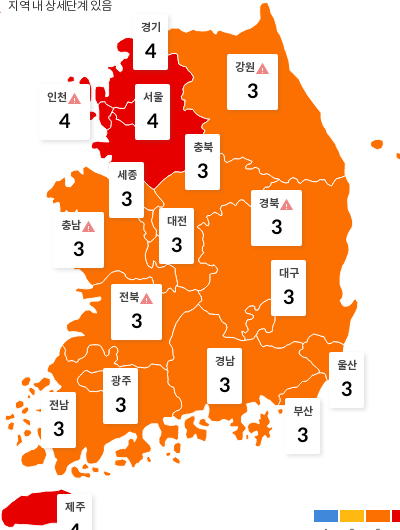 지역 내 상세단계 있음
경기
4
강원
3
인천
4
서울
4
충북
3
세종
3
경북
3
대전
3
충남
3
대구
3
전북
3
경남
3
울산
3
광주
3
전남
3
부산
3
제주
4